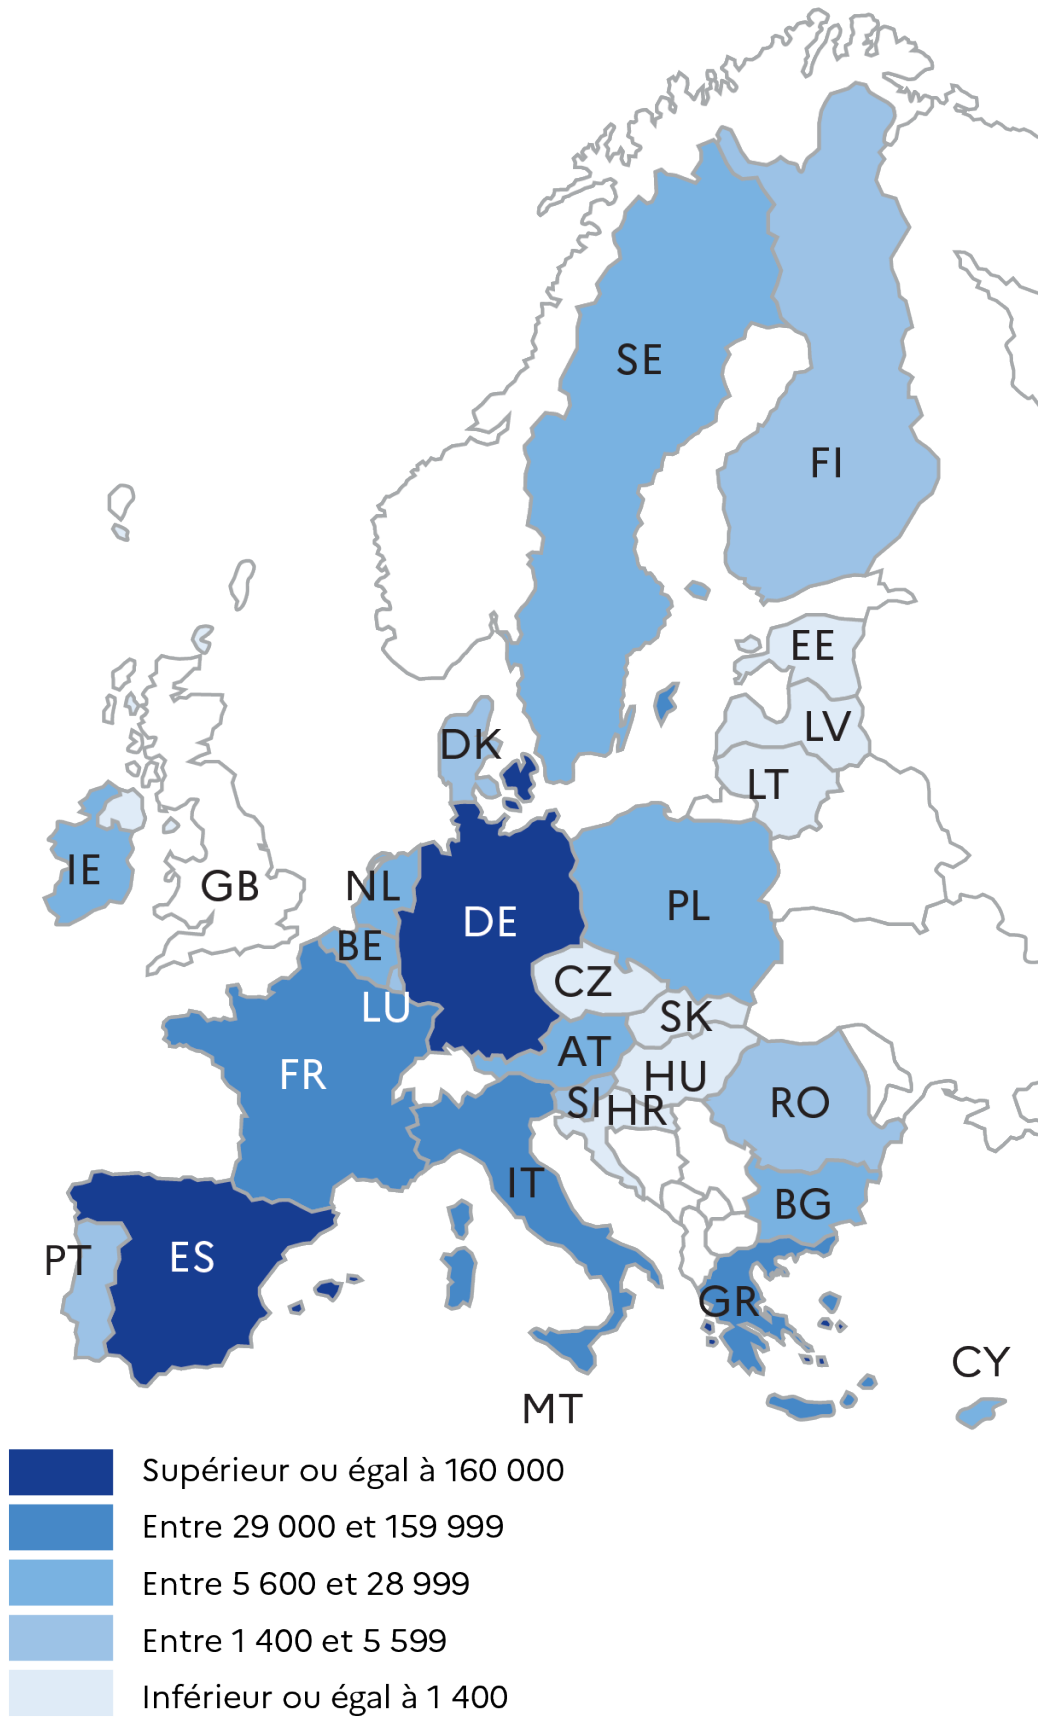 SE
FI
EE
LV
DK
LT
IE
GB
NL
DE
PL
BE
CZ
LU
SK
AT
FR
HU
SI
HR
RO
IT
BG
PT
ES
GR
CY
MT
Supérieur ou égal à 160 000
Entre 29 000 et 159 999
Entre 5 600 et 28 999
Entre 1 400 et 5 599
Inférieur ou égal à 1 400